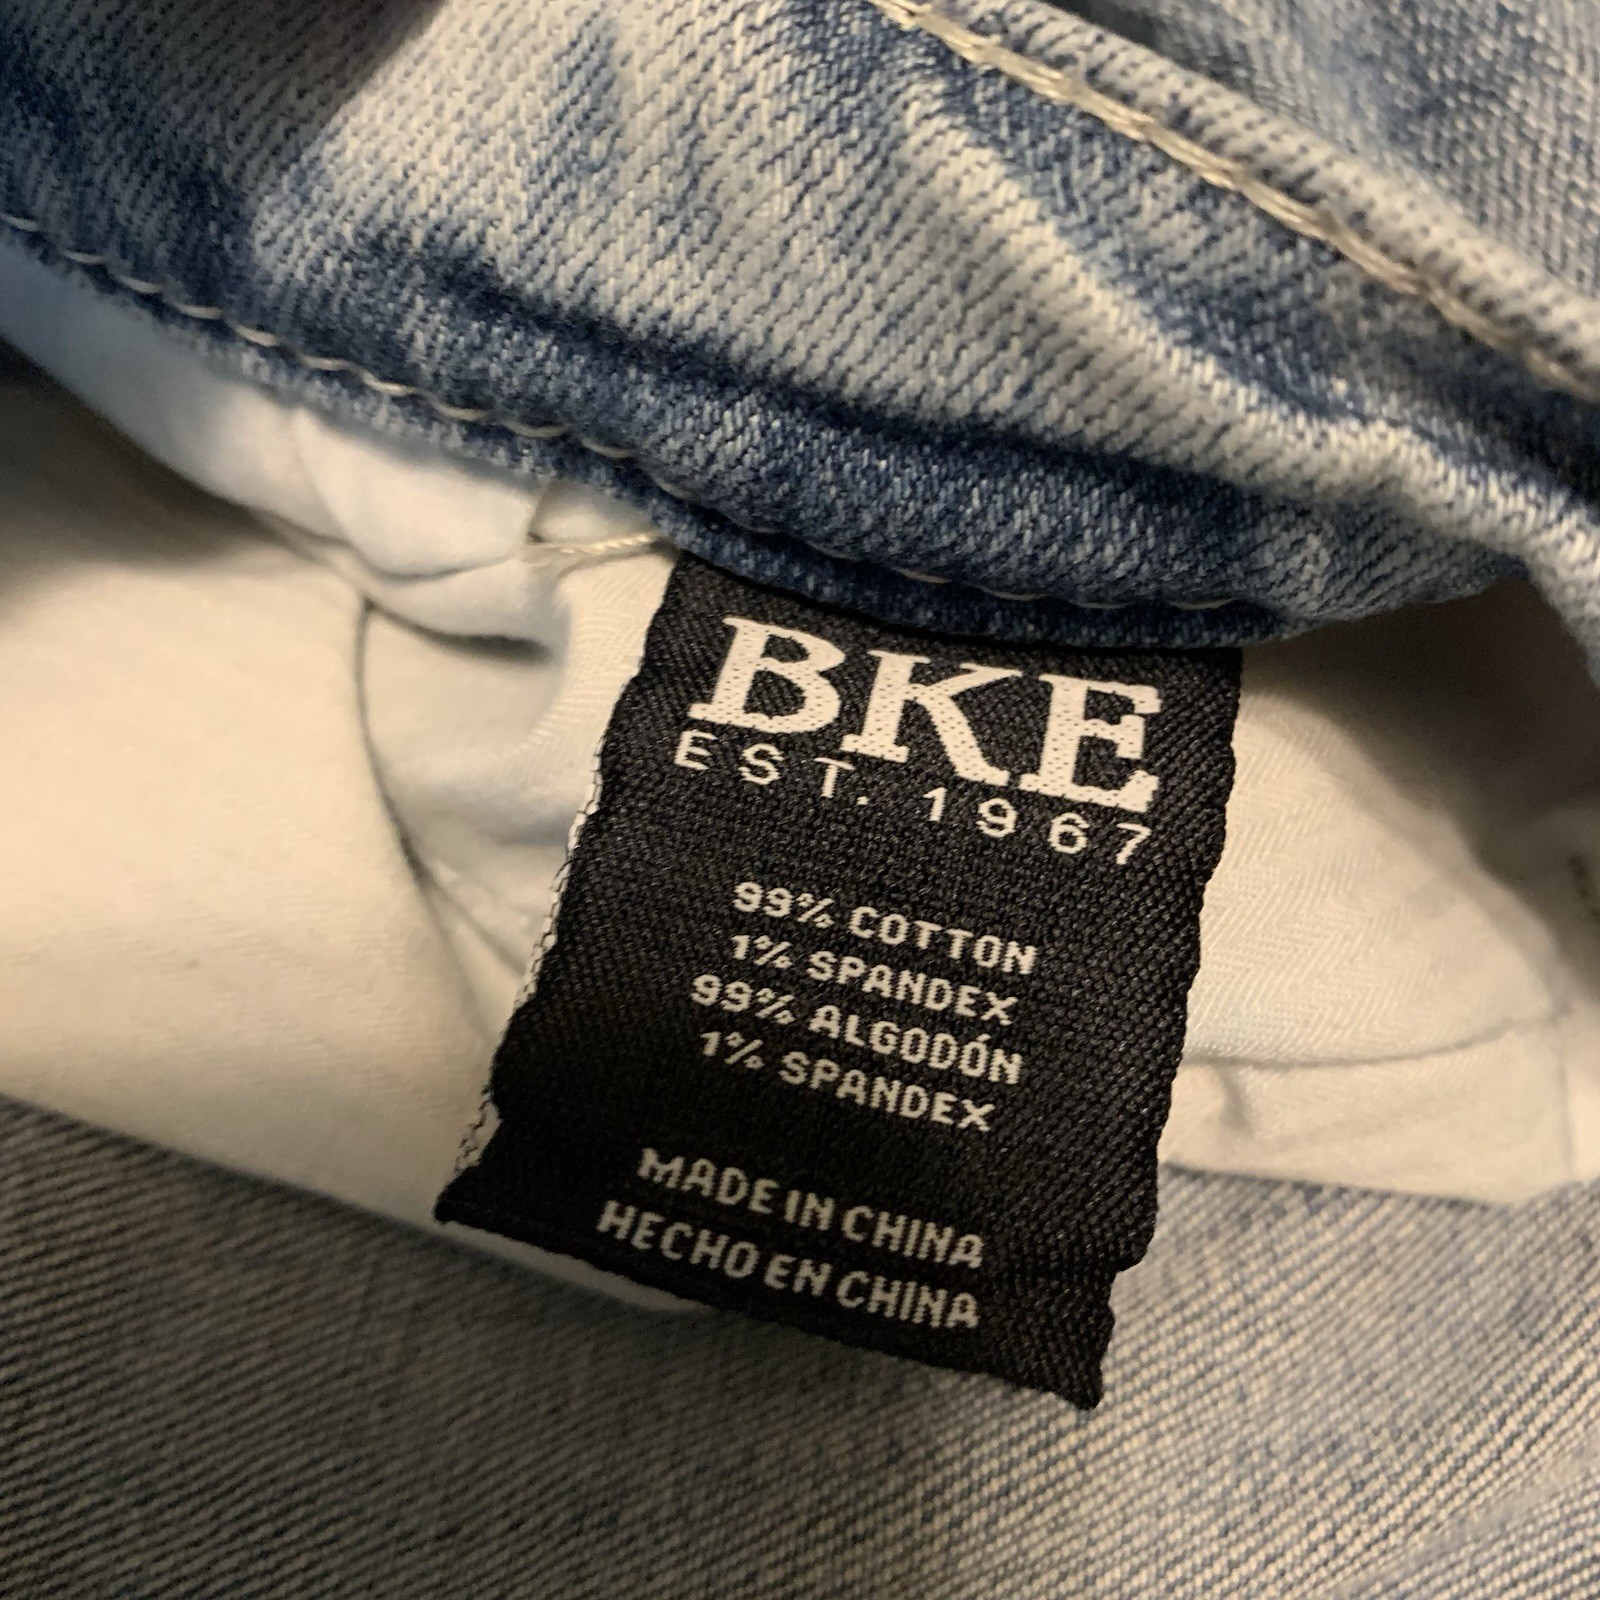 BKE
EST. 1967
99% COTTON
1% SPANDEX
99% ALGODÓN
1% SPANDEX
MADE IN CHINA
HECHO EN CHINA